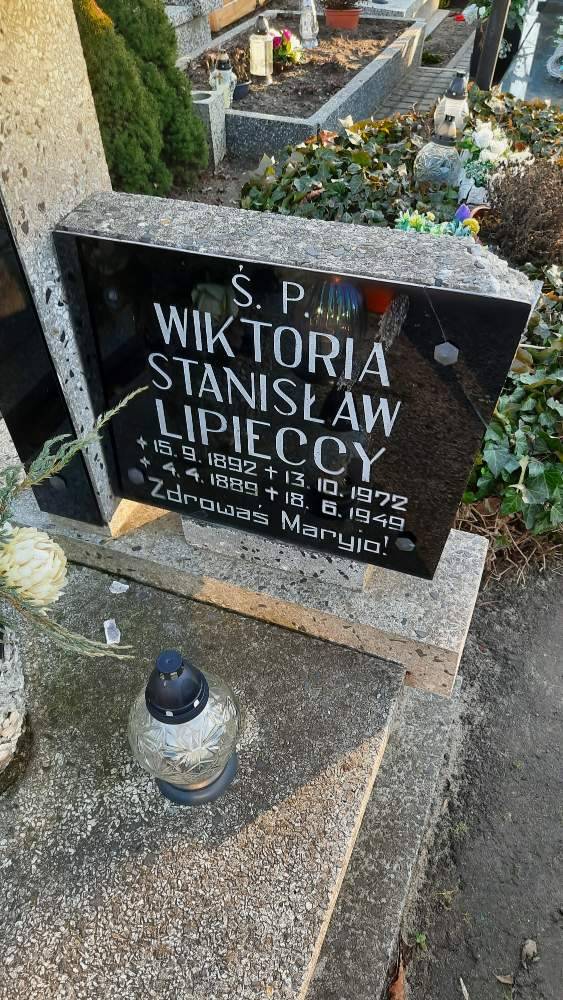 Ś. P.
WIKTORIA
STANISŁAW
LIPIECCY
+ 15. 9. 1892 + 13. 10. 1972
+ 4. 4. 1889 + 18. 6. 1949
Zdrowaś Maryjo!